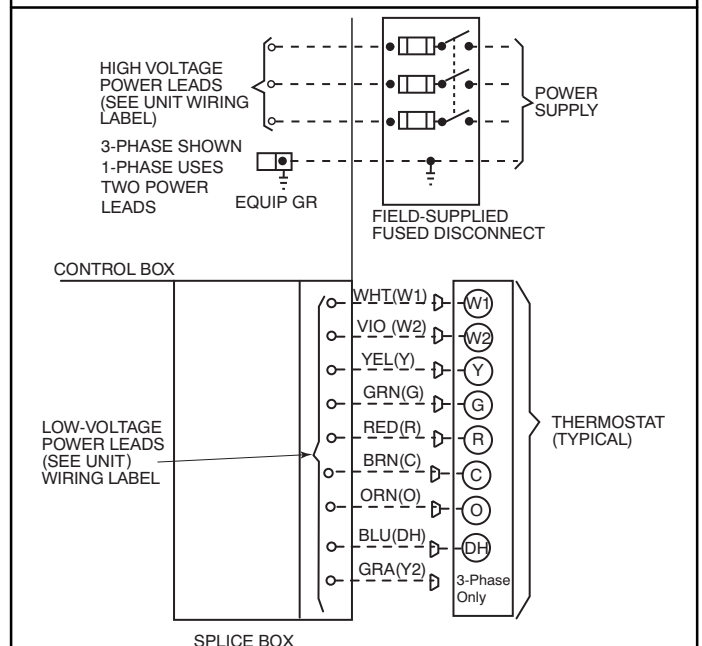 HIGH VOLTAGE
POWER LEADS
(SEE UNIT WIRING
LABEL)
POWER
SUPPLY
3-PHASE SHOWN
1-PHASE USES
TWO POWER
LEADS
EQUIP GR
FIELD-SUPPLIED
FUSED DISCONNECT
CONTROL BOX
WHT(W1)
W1
VIO (W2)
W2
YEL(Y)
Y
GRN(G)
G
RED(R)
R
BRN(C)
C
ORN(O)
O
BLU(DH)
DH
GRA(Y2)
3-Phase
Only
LOW-VOLTAGE
POWER LEADS
(SEE UNIT)
WIRING LABEL
THERMOSTAT
(TYPICAL)
SPLICE BOX